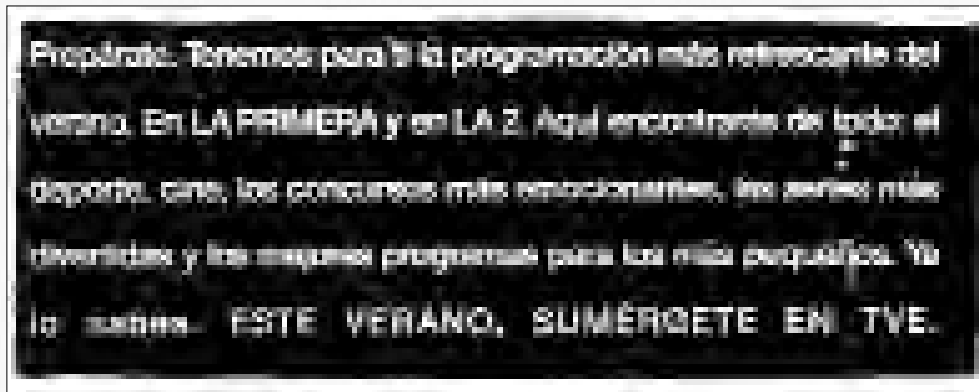 Prepárate. Tenemos para ti la programación más refrescante del
verano. En LA PRIMERA y en LA 2. Aquí encontrarás de todo: el
deporte, cine, los concursos más emocionantes, las series más
divertidas y los mejores programas para los más pequeños. Ya
lo sabes. ESTE VERANO, SUMÉRGETE EN TVE.